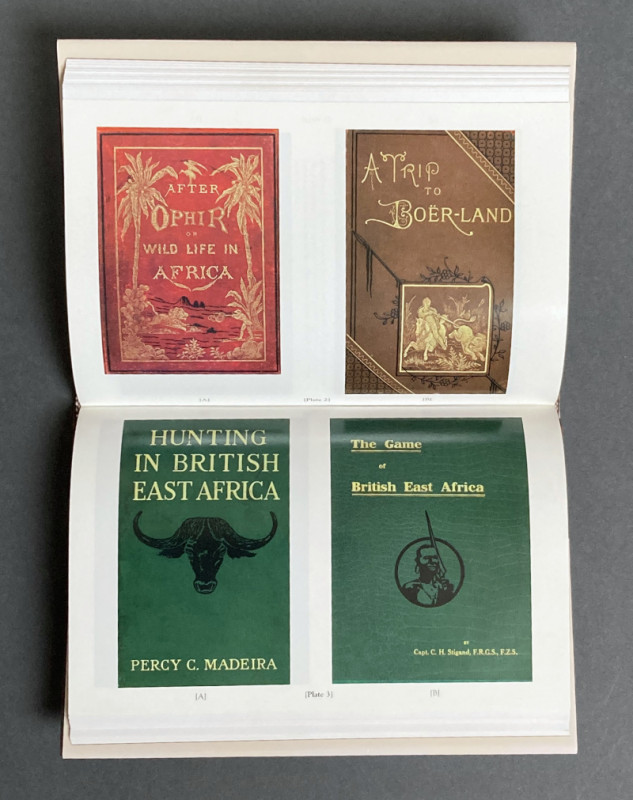 AFTER
OPHIR
OR
WILD LIFE IN
AFRICA
A TRIP
TO
BOËR-LAND
[A]
[Plate 2]
[B]
HUNTING
IN BRITISH
EAST AFRICA
PERCY C. MADEIRA
The Game
of
British East Africa
BY
Capt. C. H. Stigand, F.R.G.S., F.Z.S.
[A]
[Plate 3]
[B]